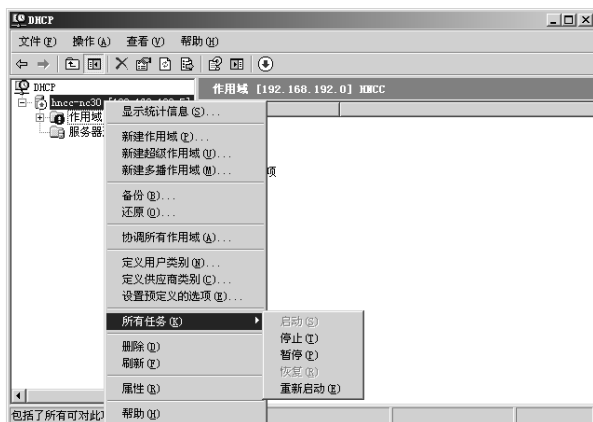 DHCP
文件(F) 操作(A) 查看(V) 帮助(H)
DHCP
作用域 [192.168.192.0] HNCC
hncc-nc30
作用域
服务器
显示统计信息(S)...
新建作用域(P)...
新建超级作用域(U)...
新建多播作用域(M)...
项
备份(B)...
还原(O)...
协调所有作用域(A)...
定义用户类别(N)...
定义供应商类别(C)...
设置预定义的选项(E)...
所有任务(K)
启动(S)
停止(T)
删除(D)
暂停(P)
刷新(F)
恢复(R)
属性(R)
重新启动(E)
包括了所有可对此
帮助(H)